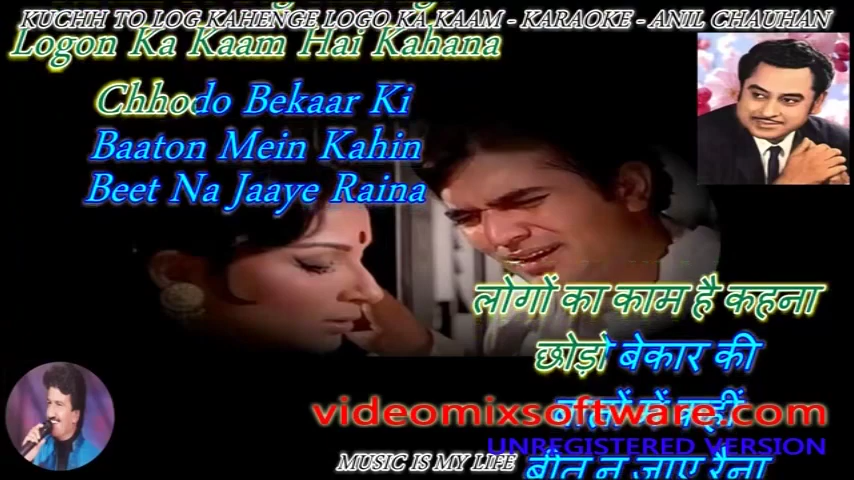 KUCHH TO LOG KAHENGE LOGO KA KAAM - KARAOKE - ANIL CHAUHAN
Logon Ka Kaam Hai Kahana
Chhodo Bekaar Ki
Baaton Mein Kahin
Beet Na Jaaye Raina
लोगों का काम है कहना
छोड़ो बेकार की
बातों में कहीं
videomixsoftware.com
UNREGISTERED VERSION
बीत न जाए रैना
MUSIC IS MY LIFE